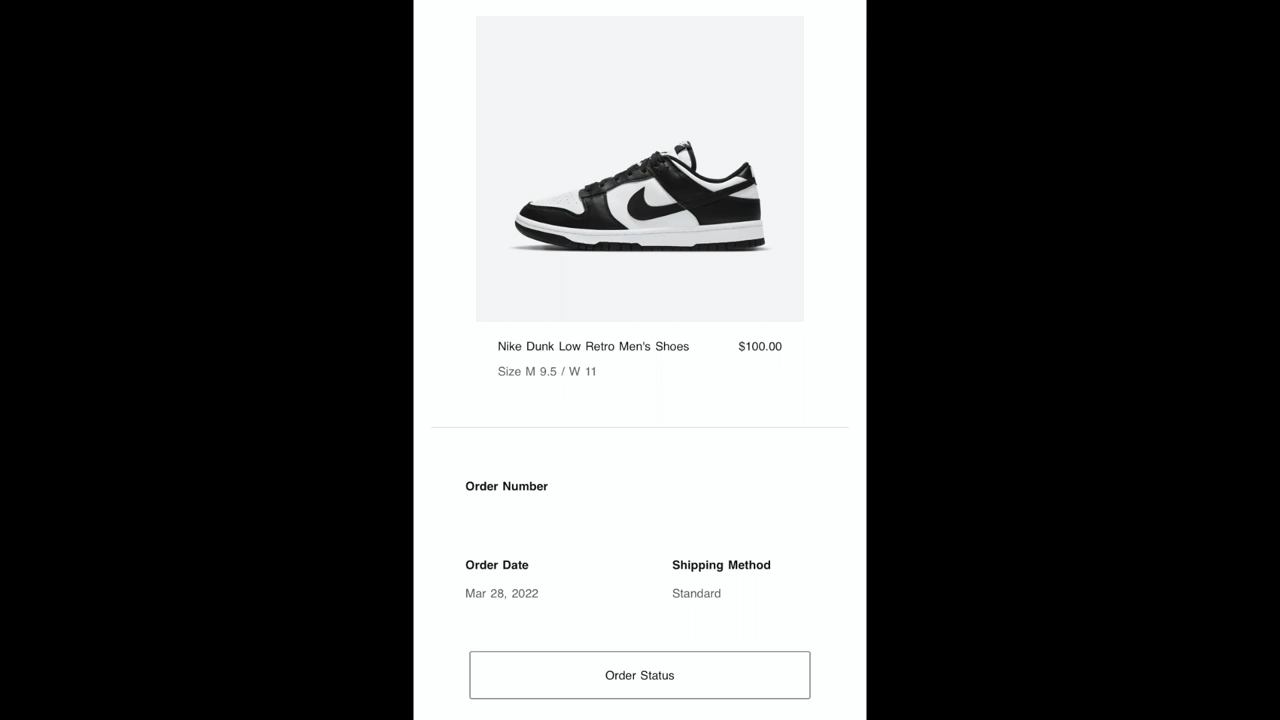 Nike Dunk Low Retro Men's Shoes $100.00
Size M 9.5 / W 11
Order Number
Order Date Shipping Method
Mar 28, 2022 Standard
Order Status